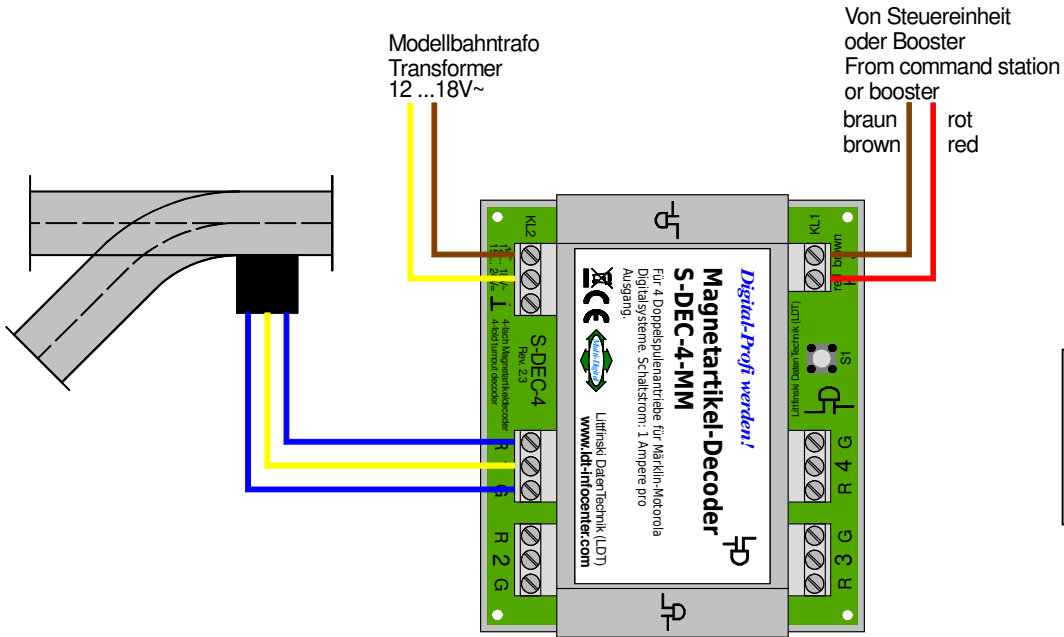 Modellbahntrafo
Transformer
12 ...18V~
Von Steuereinheit
oder Booster
From command station
or booster
braun
brown
rot
red
KL2
S-DEC-4
Rev. 2.3
4-fach Magnetartikeldecoder
4-fold turnout decoder
R
G
R 2 G
Digital-Profi werden!
Magnetartikel-Decoder
S-DEC-4-MM
Für 4 Doppelspulenantriebe für Märklin-Motorola
Digitalsysteme. Schaltstrom: 1 Ampere pro
Ausgang.
CE
Multi-Digital
Littfinski DatenTechnik (LDT)
www.ldt-infocenter.com
KL1
brown
S1
Littfinski DatenTechnik (LDT)
R 4 G
R 3 G